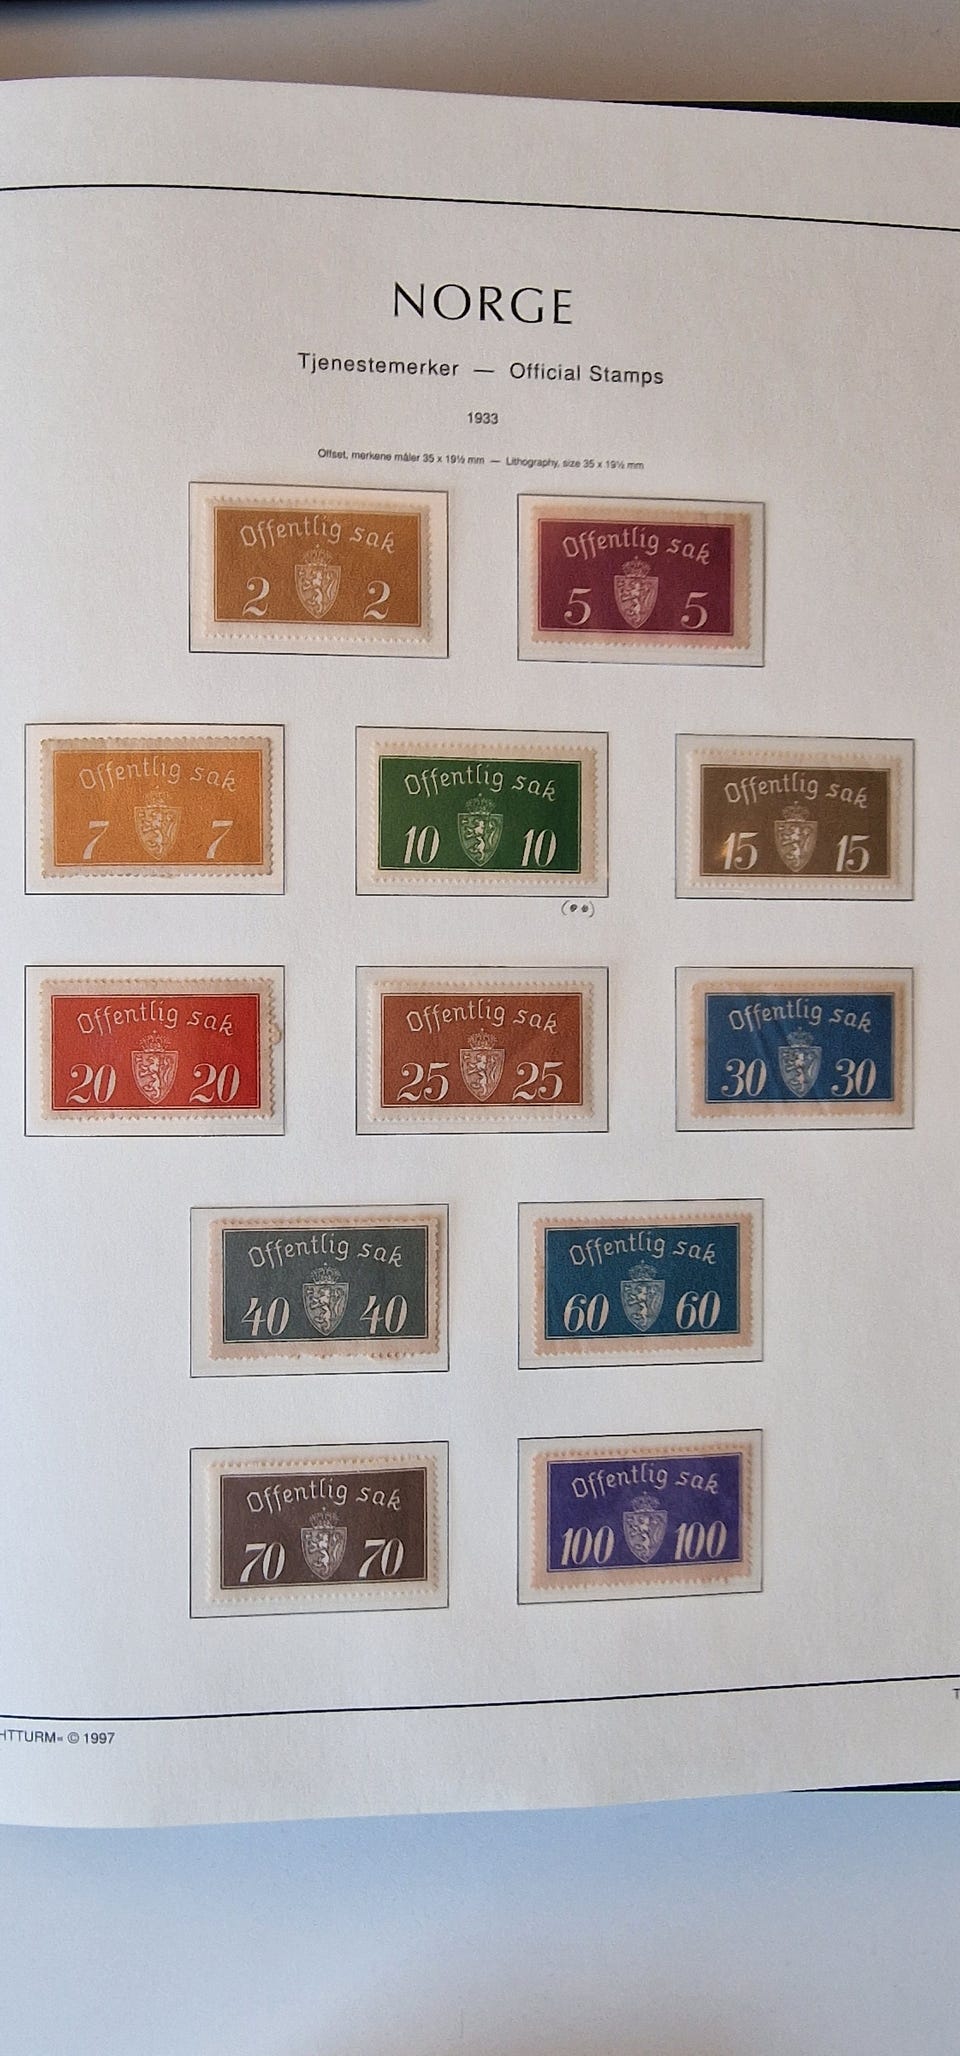 NORGE
Tjenestemerker — Official Stamps
1933
Offset, merkene måler 35 x 19½ mm — Lithography, size 35 x 19½ mm
Offentlig sak
2 2
Offentlig sak
5 5
Offentlig sak
7 7
Offentlig sak
10 10
Offentlig sak
15 15
Offentlig sak
20 20
Offentlig sak
25 25
Offentlig sak
30 30
Offentlig sak
40 40
Offentlig sak
60 60
Offentlig sak
70 70
Offentlig sak
100 100
HTTURM« © 1997
T